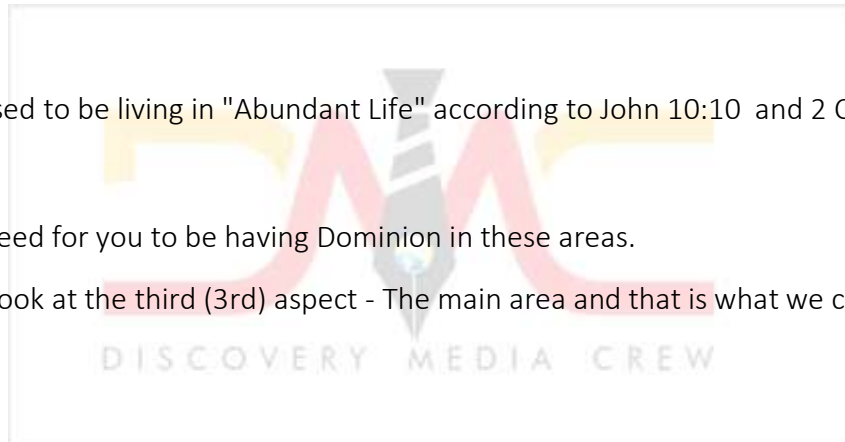 sed to be living in "Abundant Life" according to John 10:10 and 2 C
eed for you to be having Dominion in these areas.
ook at the third (3rd) aspect - The main area and that is what we c
DISCOVERY MEDIA CREW